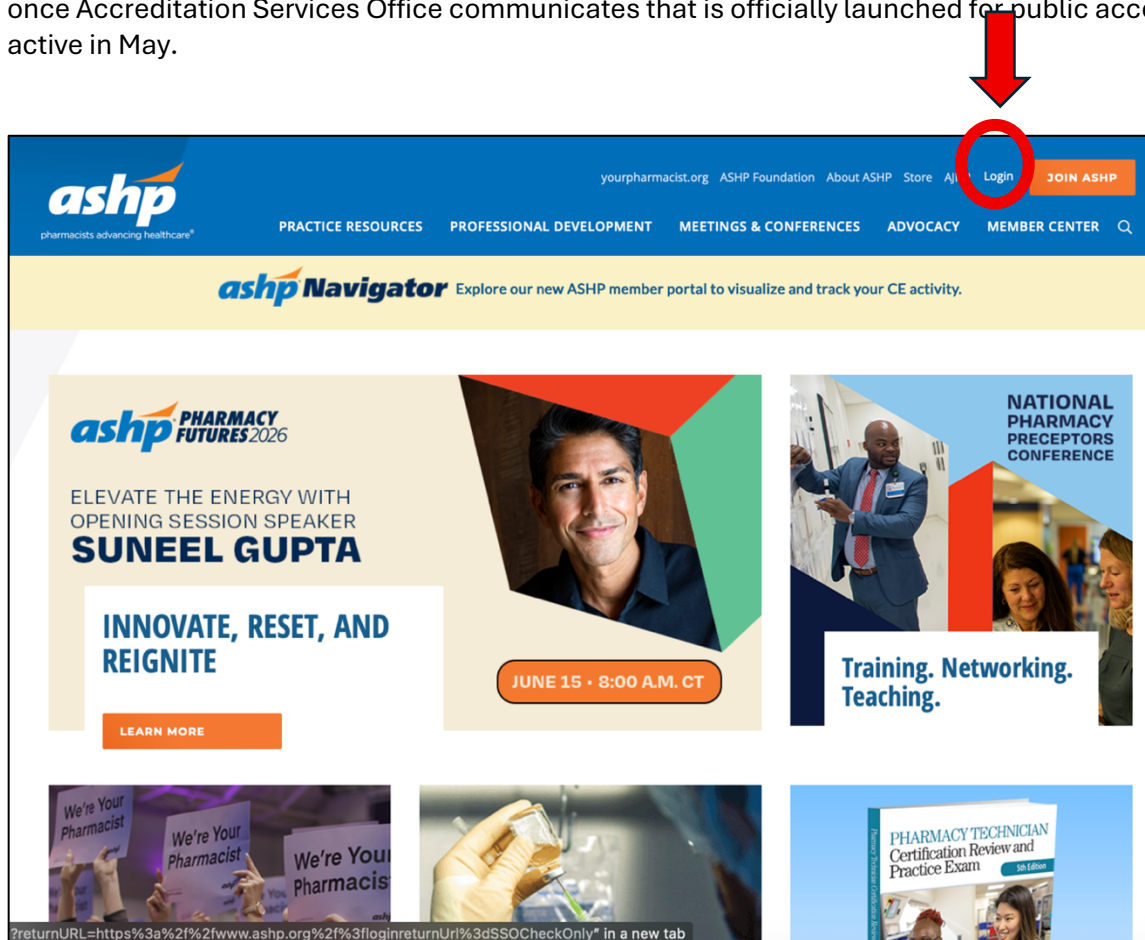 once Accreditation Services Office communicates that is officially launched for public acc
active in May.
ashp
pharmacists advancing healthcare®
yourpharmacist.org ASHP Foundation About ASHP Store Login JOIN ASHP
PRACTICE RESOURCES PROFESSIONAL DEVELOPMENT MEETINGS & CONFERENCES ADVOCACY MEMBER CENTER
ashp Navigator Explore our new ASHP member portal to visualize and track your CE activity.
ashp PHARMACY
FUTURES 2026
ELEVATE THE ENERGY WITH
OPENING SESSION SPEAKER
SUNEEL GUPTA
INNOVATE, RESET, AND
REIGNITE
JUNE 15 • 8:00 A.M. CT
LEARN MORE
NATIONAL
PHARMACY
PRECEPTORS
CONFERENCE
Training. Networking.
Teaching.
We're Your
Pharmacist
We're Your
Pharmacist
We're You
Pharmacis
PHARMACY TECHNICIAN
Certification Review and
Practice Exam
5th Edition
?returnURL=https%3a%2f%2fwww.ashp.org%2f%3floginreturnUrl%3dSSOCheckOnly" in a new tab